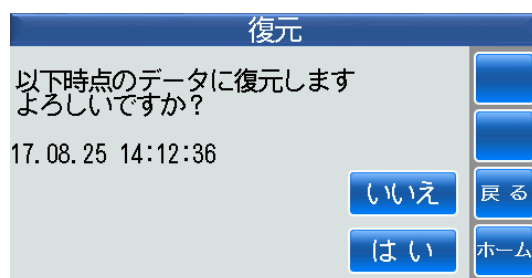 復元
以下時点のデータに復元します
よろしいですか？
17.08.25 14:12:36
いいえ
戻る
はい
ホーム